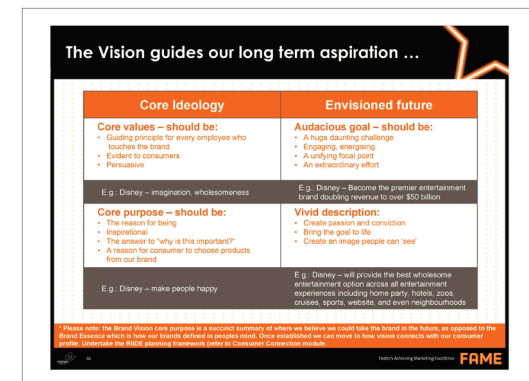 The Vision guides our long term aspiration …
Core Ideology
Envisioned future
Core values – should be:
• Guiding principle for every employee who
touches the brand
• Evident to consumers
• Persuasive
Audacious goal – should be:
• A huge daunting challenge
• Engaging, energising
• A unifying focal point
• An extraordinary effort
E.g.: Disney – imagination, wholesomeness
E.g.: Disney – Become the premier entertainment
brand doubling revenue to over $50 billion
Core purpose – should be:
• The reason for being
• Inspirational
• The answer to "why is this important?"
• A reason for consumer to choose products
from our brand
Vivid description:
• Create passion and conviction
• Bring the goal to life
• Create an image people can 'see'
E.g.: Disney – make people happy
E.g.: Disney – will provide the best wholesome
entertainment option across all entertainment
experiences including home party, hotels, zoos,
cruises, sports, website, and even neighbourhoods
* Please note: the Brand Vision core purpose is a succinct summary of where we believe we could take the brand in the future, as opposed to the
Brand Essence which is how our brands defined in peoples mind. Once established we can move to how vision connects with our consumer
profile. Undertake the RIIDE planning framework (refer to Consumer Connection module.
Achieving Marketing Excellence FAME